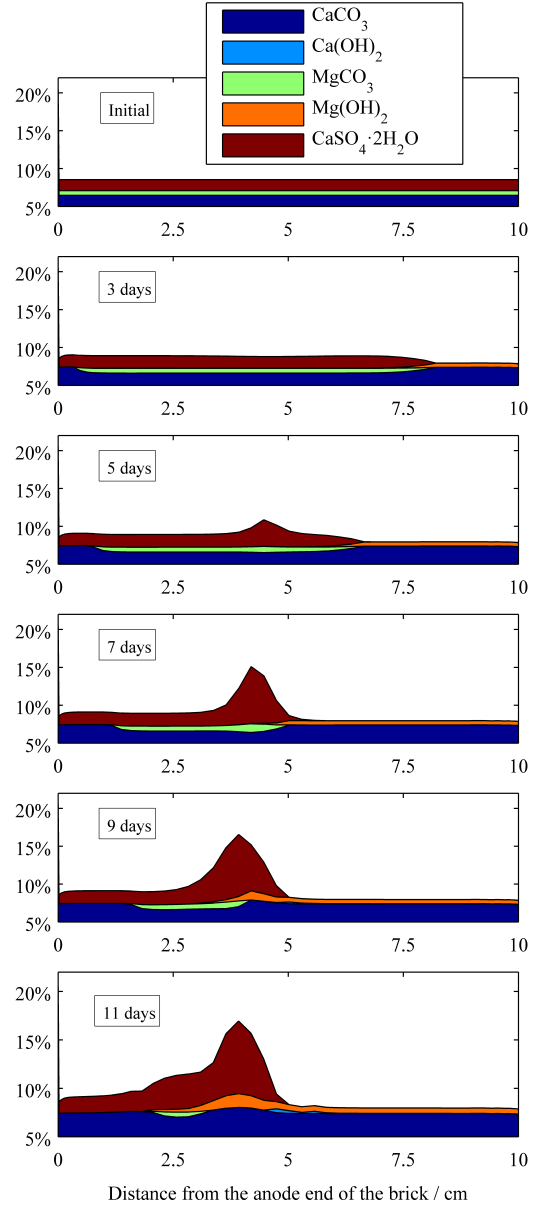 CaCO3
Ca(OH)2
MgCO3
Mg(OH)2
CaSO4·2H2O
20%
15%
10%
5%
Initial
0 2.5 5 7.5 10
20%
15%
10%
5%
3 days
0 2.5 5 7.5 10
20%
15%
10%
5%
5 days
0 2.5 5 7.5 10
20%
15%
10%
5%
7 days
0 2.5 5 7.5 10
20%
15%
10%
5%
9 days
0 2.5 5 7.5 10
20%
15%
10%
5%
11 days
0 2.5 5 7.5 10
Distance from the anode end of the brick / cm